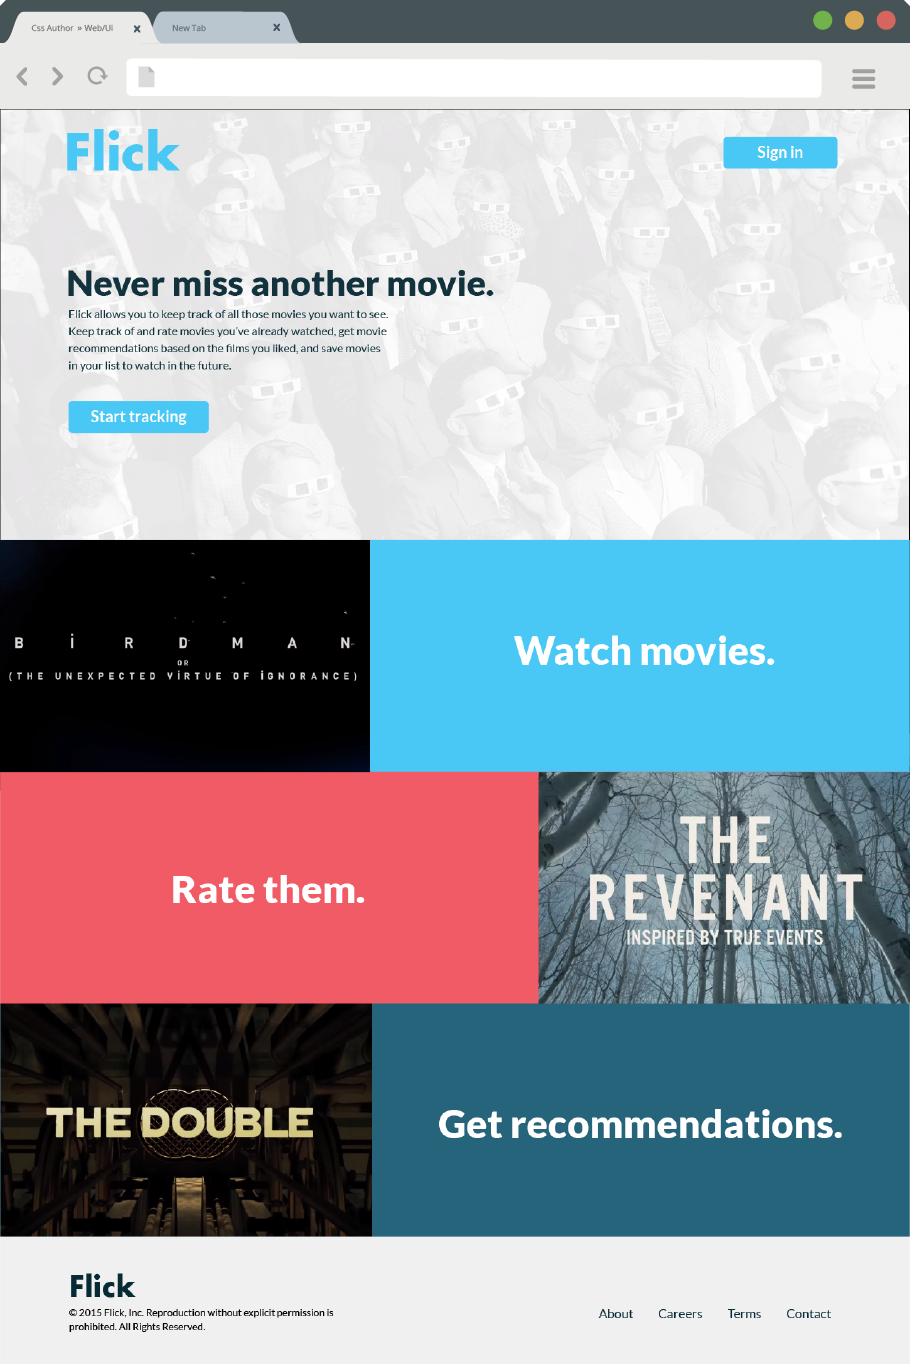 Css Author » Web/UI x New Tab x
Flick
Sign in
Never miss another movie.
Flick allows you to keep track of all those movies you want to see.
Keep track of and rate movies you've already watched, get movie
recommendations based on the films you liked, and save movies
in your list to watch in the future.
Start tracking
BiRDMAN
OR
(THE UNEXPECTED ViRTUE OF iGNORANCE)
Watch movies.
Rate them.
THE
REVENANT
INSPIRED BY TRUE EVENTS
THE DOUBLE
Get recommendations.
Flick
© 2015 Flick, Inc. Reproduction without explicit permission is
prohibited. All Rights Reserved.
About Careers Terms Contact